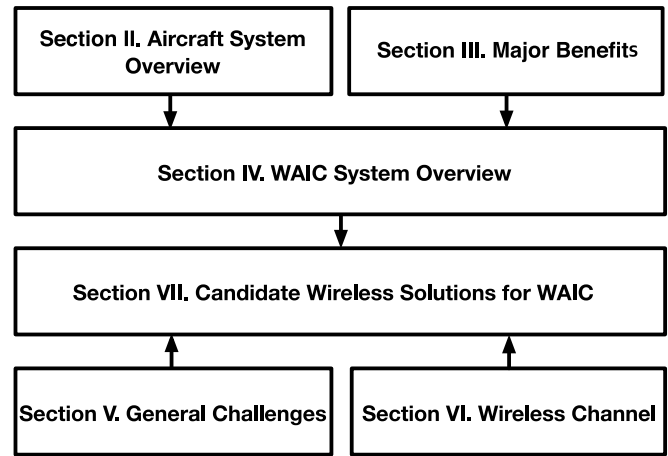 Section II. Aircraft System
Overview
Section III. Major Benefits
Section IV. WAIC System Overview
Section VII. Candidate Wireless Solutions for WAIC
Section V. General Challenges
Section VI. Wireless Channel